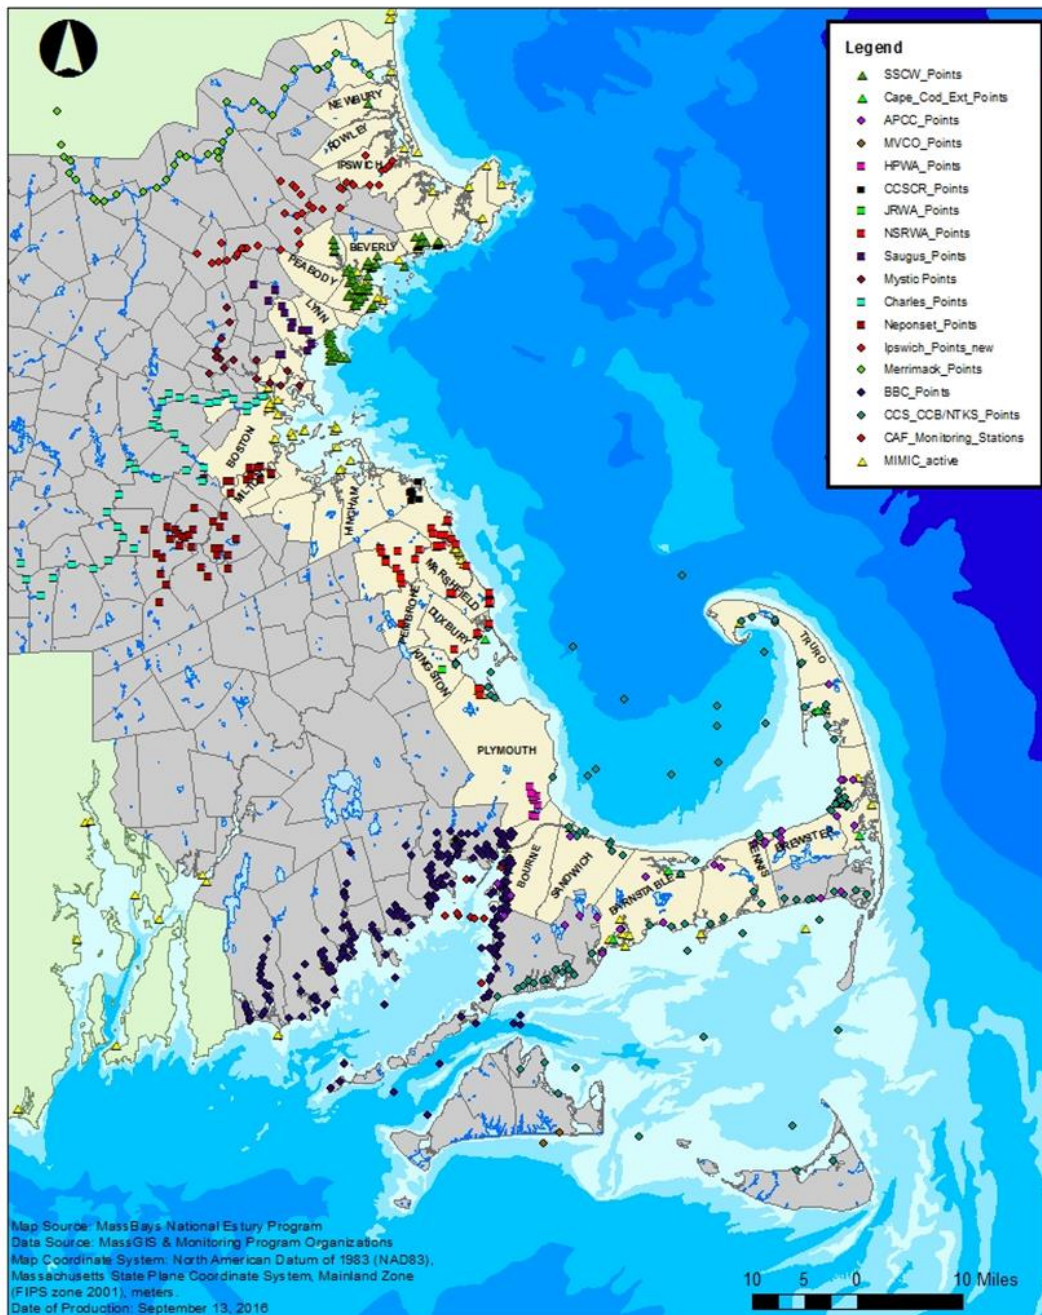 Legend
SSCW_Points
Cape_Cod_Ext_Points
APCC_Points
MVCO_Points
HPWA_Points
CCSCR_Points
JRWA_Points
NSRWA_Points
Saugus_Points
Mystic Points
Charles_Points
Neponset_Points
Ipswich_Points_new
Merrimack_Points
BBC_Points
CCS_CCB/NTKS_Points
CAF_Monitoring_Stations
MIMIC_active
NEWBURY
ROWLEY
IPSWICH
BEVERLY
PEABODY
LYNN
BOSTON
HINGHAM
MARSHFIELD
PEMBROKE
DUXBURY
KINGSTON
TRURO
PLYMOUTH
BREWSTER
DENNIS
BOURNE
SANDWICH
BARNSTABLE
Map Source: MassBays National Estury Program
Data Source: MassGIS & Monitoring Program Organizations
Map Coordinate System: North American Datum of 1983 (NAD83),
Massachusetts State Plane Coordinate System, Mainland Zone
(FIPS zone 2001), meters.
Date of Production: September 13, 2016
10 5 0 10 Miles